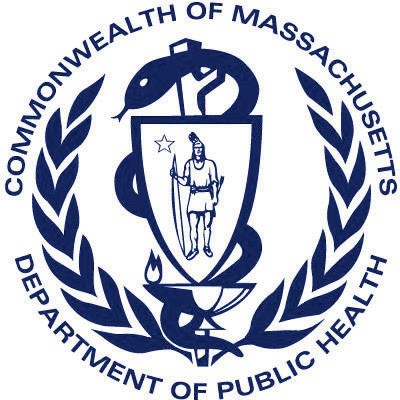 COMMONWEALTH OF MASSACHUSETTS
DEPARTMENT OF PUBLIC HEALTH